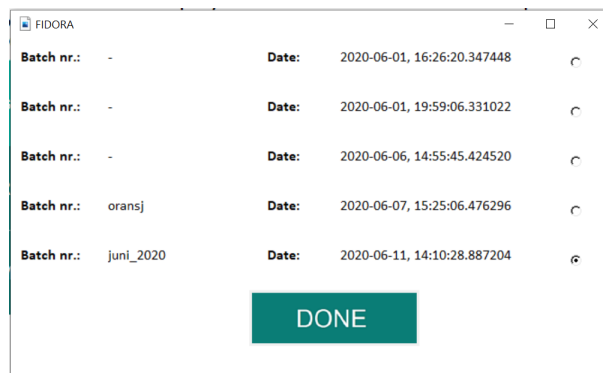 FIDORA
Batch nr.: - Date: 2020-06-01, 16:26:20.347448
Batch nr.: - Date: 2020-06-01, 19:59:06.331022
Batch nr.: - Date: 2020-06-06, 14:55:45.424520
Batch nr.: oransj Date: 2020-06-07, 15:25:06.476296
Batch nr.: juni_2020 Date: 2020-06-11, 14:10:28.887204
DONE